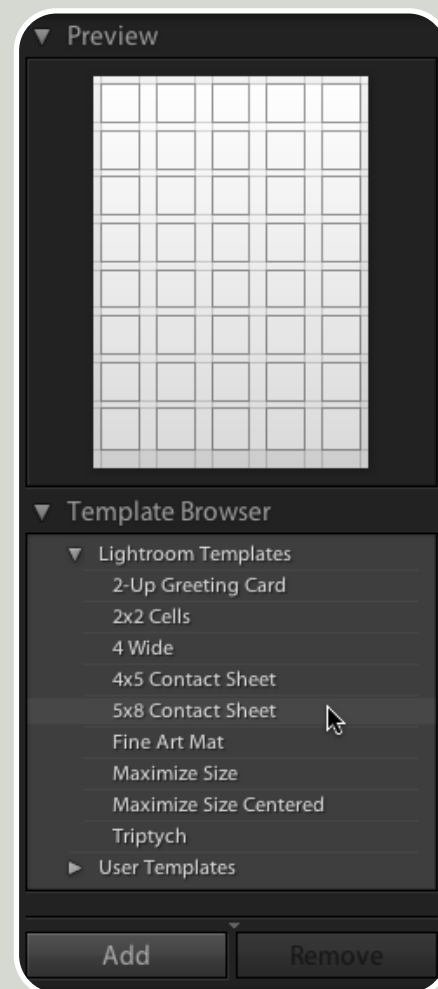 Preview
Template Browser
Lightroom Templates
2-Up Greeting Card
2x2 Cells
4 Wide
4x5 Contact Sheet
5x8 Contact Sheet
Fine Art Mat
Maximize Size
Maximize Size Centered
Triptych
User Templates
Add Remove